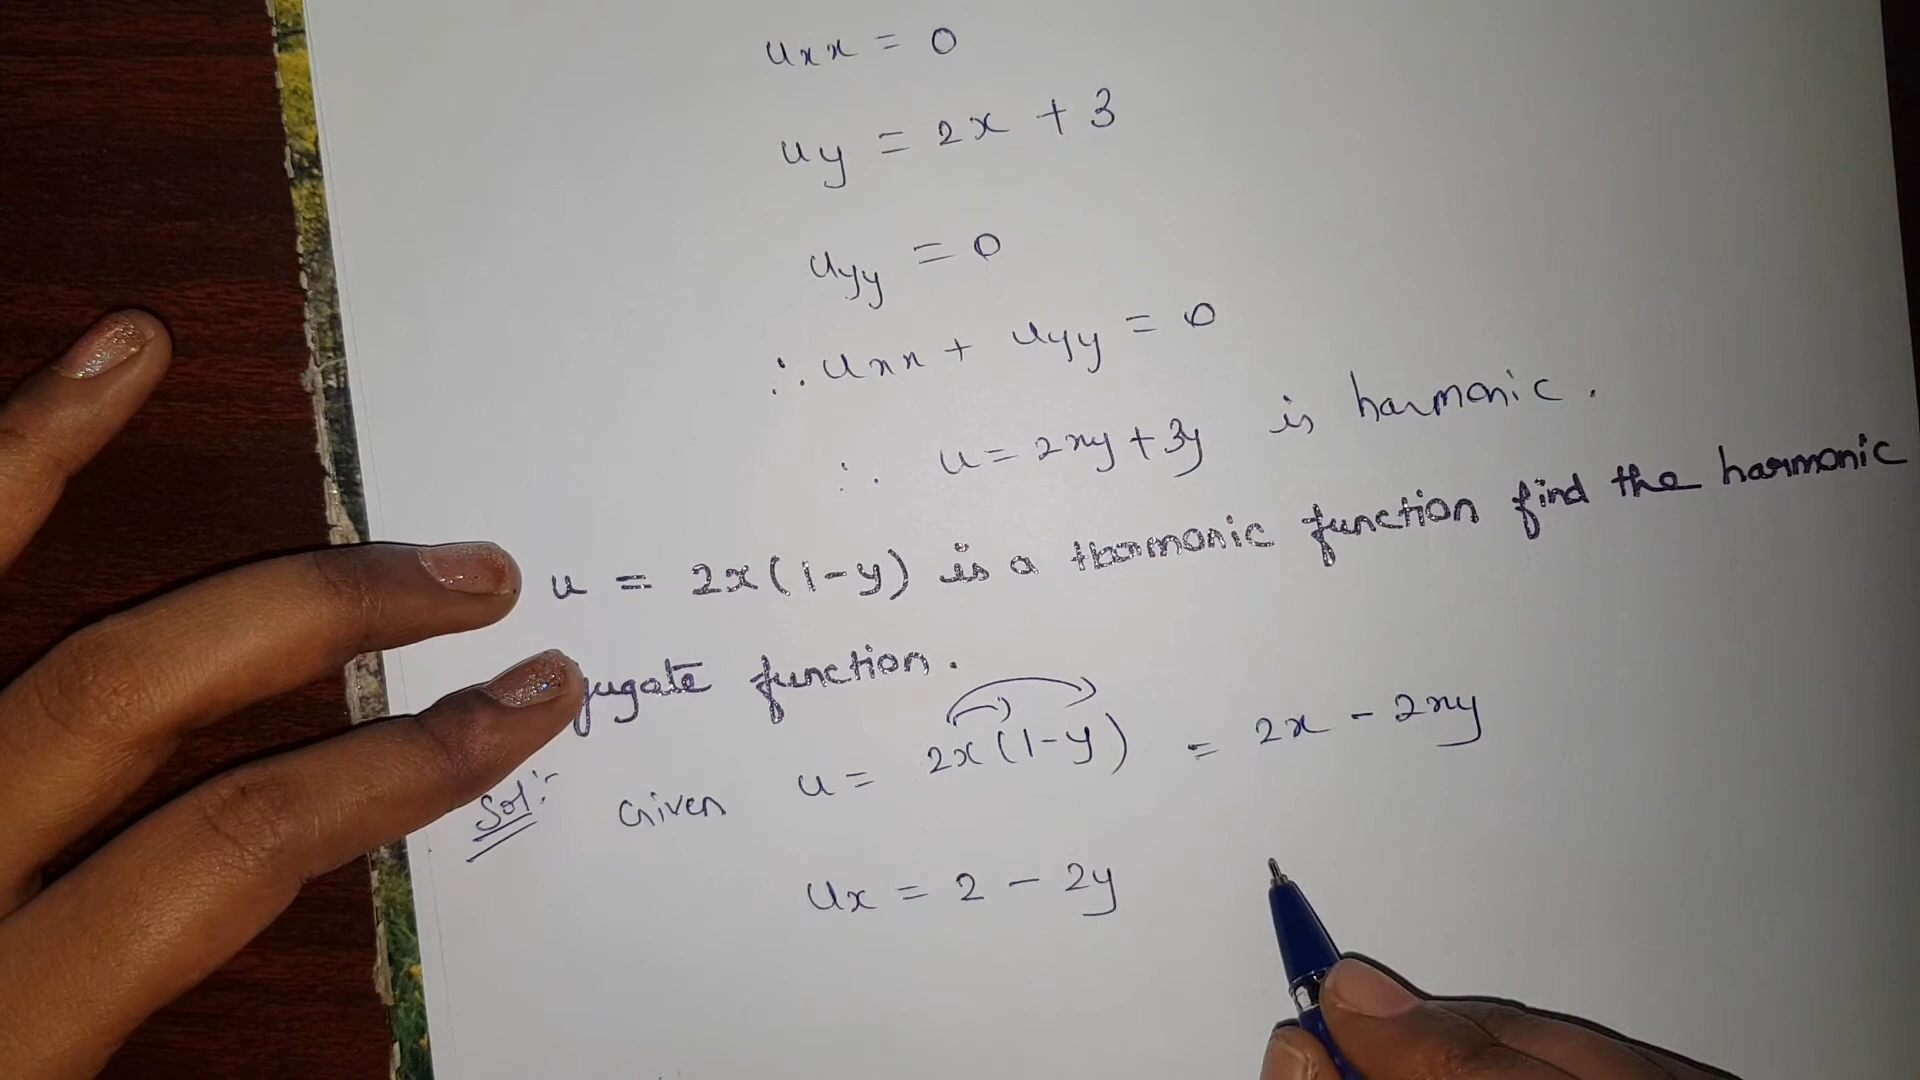 uxx = 0
uy = 2x + 3
uyy = 0
∴ uxx + uyy = 0
∴ u = 2xy + 3y is harmonic.
u = 2x(1-y) is a Harmonic function find the harmonic
jugate function.
Sol:- Given u = 2x(1-y) = 2x - 2xy
ux = 2 - 2y